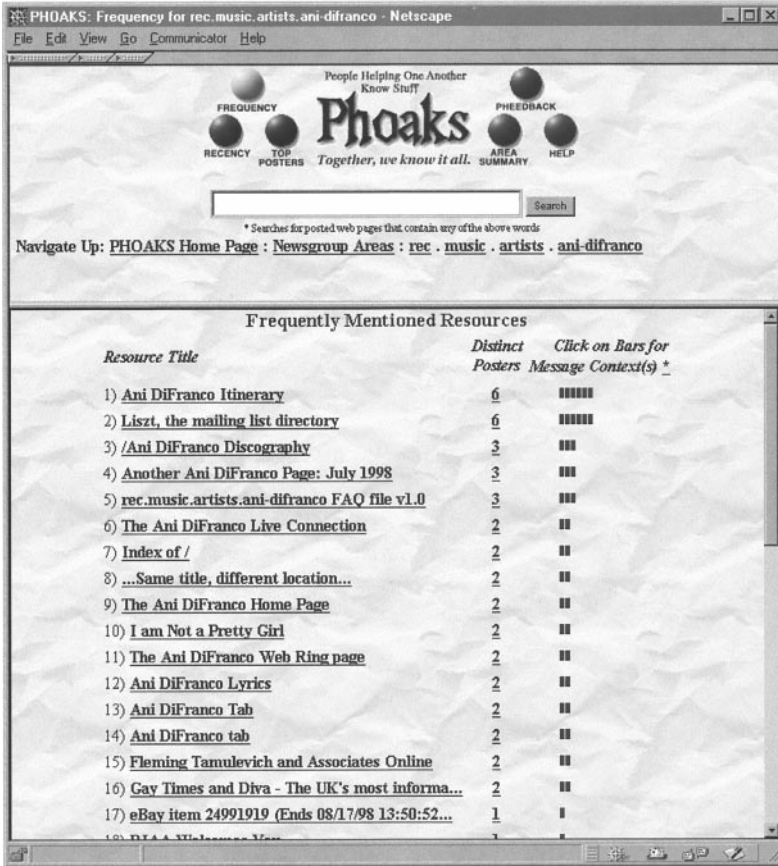 PHOAKS: Frequency for rec.music.artists.ani-difranco - Netscape
File Edit View Go Communicator Help
People Helping One Another
Know Stuff
FREQUENCY
PHEEDBACK
Phoaks
RECENCY
TOP
POSTERS
AREA
SUMMARY
HELP
Together, we know it all.
Search
* Searches for posted web pages that contain any of the above words
Navigate Up: PHOAKS Home Page : Newsgroup Areas : rec . music . artists . ani-difranco
Frequently Mentioned Resources
Resource Title
Distinct
Posters
Click on Bars for
Message Context(s) *
1) Ani DiFranco Itinerary 6
2) Liszt, the mailing list directory 6
3) /Ani DiFranco Discography 3
4) Another Ani DiFranco Page: July 1998 3
5) rec.music.artists.ani-difranco FAQ file v1.0 3
6) The Ani DiFranco Live Connection 2
7) Index of / 2
8) ...Same title, different location... 2
9) The Ani DiFranco Home Page 2
10) I am Not a Pretty Girl 2
11) The Ani DiFranco Web Ring page 2
12) Ani DiFranco Lyrics 2
13) Ani DiFranco Tab 2
14) Ani DiFranco tab 2
15) Fleming Tamulevich and Associates Online 2
16) Gay Times and Diva - The UK's most informa... 2
17) eBay item 24991919 (Ends 08/17/98 13:50:52... 1